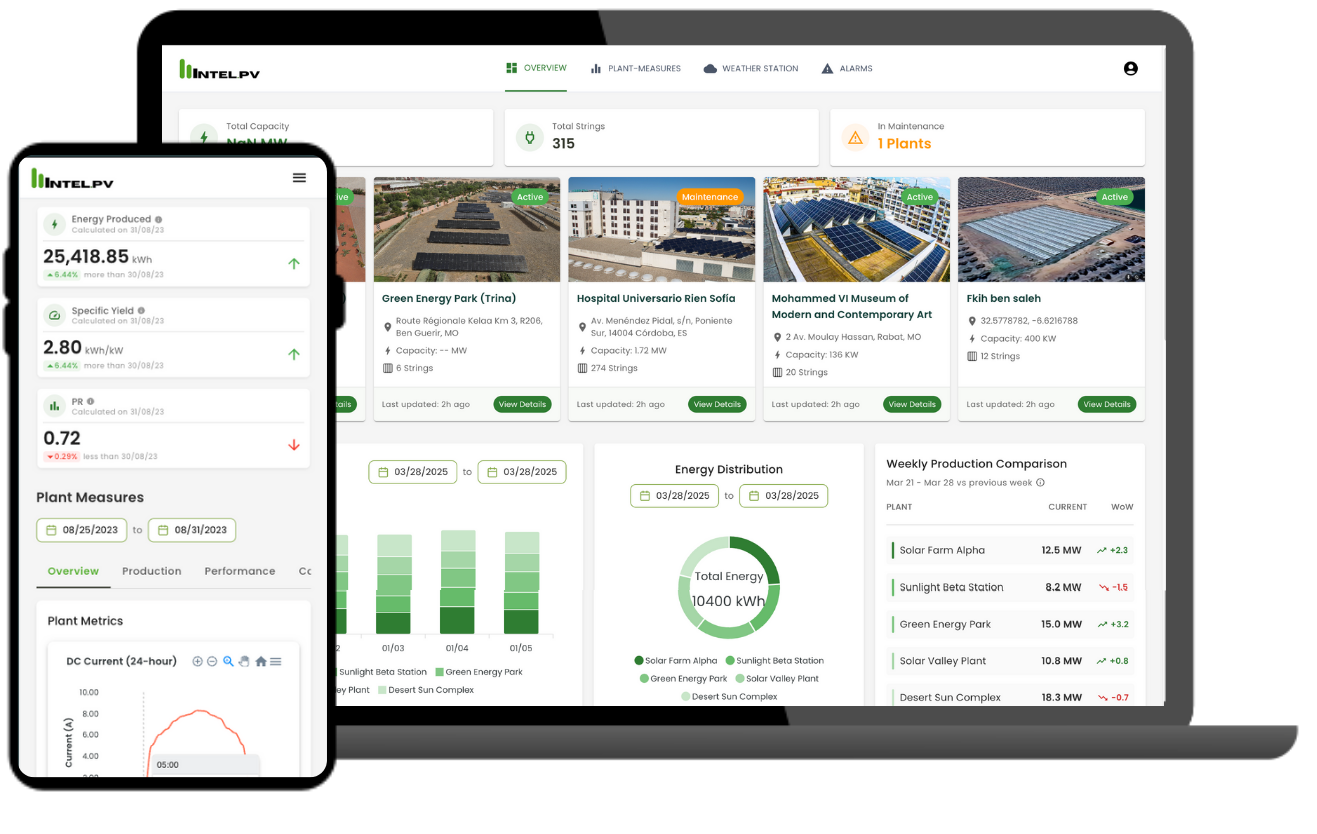 INTELPV
OVERVIEW
PLANT-MEASURES
WEATHER STATION
ALARMS
Total Capacity
NaN MW
Total Strings
315
In Maintenance
1 Plants
Active
Maintenance
Active
Active
Green Energy Park (Trina)
Route Régionale Kelaa Km 3, R206,
Ben Guerir, MO
Capacity: -- MW
6 Strings
Last updated: 2h ago
View Details
Hospital Universario Rien Sofía
Av. Menéndez Pidal, s/n, Poniente
Sur, 14004 Córdoba, ES
Capacity: 1.72 MW
274 Strings
Last updated: 2h ago
View Details
Mohammed VI Museum of
Modern and Contemporary Art
2 Av. Moulay Hassan, Rabat, MO
Capacity: 136 KW
20 Strings
Last updated: 2h ago
View Details
Fkih ben saleh
32.5778782, -6.6216788
Capacity: 400 KW
12 Strings
Last updated: 2h ago
View Details
03/28/2025 to 03/28/2025
01/03 01/04 01/05
Sunlight Beta Station Green Energy Park
Plant Desert Sun Complex
Energy Distribution
03/28/2025 to 03/28/2025
Total Energy
10400 kWh
Solar Farm Alpha Sunlight Beta Station
Green Energy Park Solar Valley Plant
Desert Sun Complex
Weekly Production Comparison
Mar 21 - Mar 28 vs previous week
PLANT CURRENT WoW
Solar Farm Alpha 12.5 MW +2.3
Sunlight Beta Station 8.2 MW -1.5
Green Energy Park 15.0 MW +3.2
Solar Valley Plant 10.8 MW +0.8
Desert Sun Complex 18.3 MW -0.7
INTELPV
Energy Produced
Calculated on 31/08/23
25,418.85 kWh
6.44% more than 30/08/23
Specific Yield
Calculated on 31/08/23
2.80 kWh/kW
6.44% more than 30/08/23
PR
Calculated on 31/08/23
0.72
0.29% less than 30/08/23
Plant Measures
08/25/2023 to 08/31/2023
Overview Production Performance
Plant Metrics
DC Current (24-hour)
Current (A)
10.00
8.00
6.00
4.00
05:00